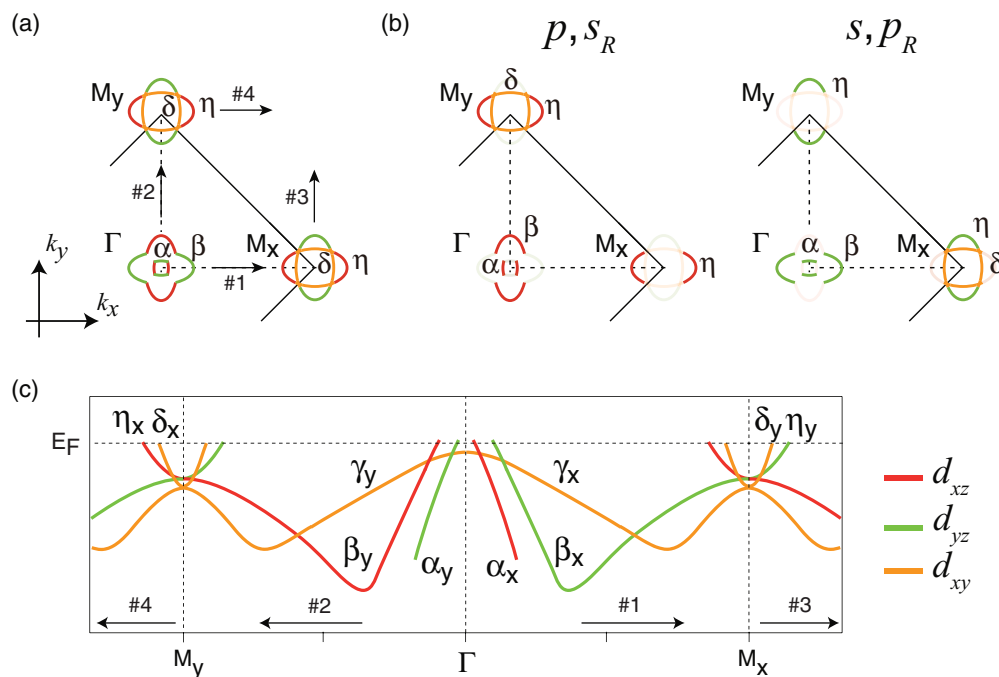 (a)
(b)
p, s_R
s, p_R
M_y
δ
η
#4
#2
#3
Γ
α
β
M_x
δ
η
#1
k_y
k_x
M_y
δ
η
Γ
α
β
M_x
η
M_y
η
Γ
α
β
M_x
η
δ
(c)
E_F
η_x δ_x
γ_y
γ_x
δ_y η_y
β_y
α_y
α_x
β_x
#4
#2
#1
#3
M_y
Γ
M_x
d_xz
d_yz
d_xy